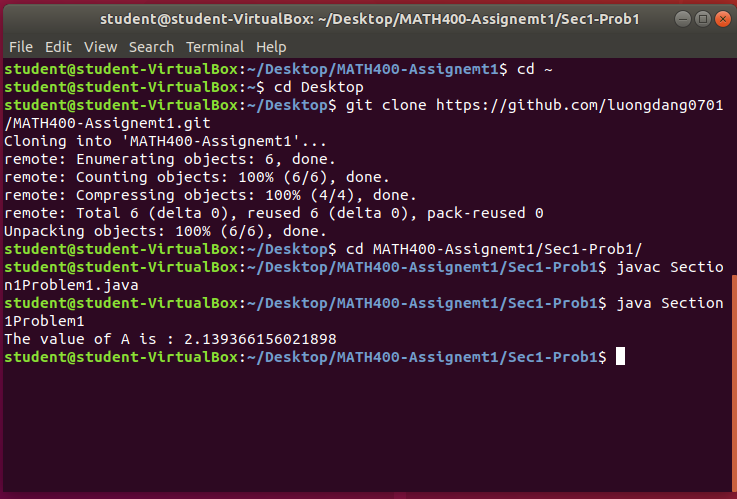 student@student-VirtualBox: ~/Desktop/MATH400-Assignemt1/Sec1-Prob1
File Edit View Search Terminal Help
student@student-VirtualBox:~/Desktop/MATH400-Assignemt1$ cd ~
student@student-VirtualBox:~$ cd Desktop
student@student-VirtualBox:~/Desktop$ git clone https://github.com/luongdang0701
/MATH400-Assignemt1.git
Cloning into 'MATH400-Assignemt1'...
remote: Enumerating objects: 6, done.
remote: Counting objects: 100% (6/6), done.
remote: Compressing objects: 100% (4/4), done.
remote: Total 6 (delta 0), reused 6 (delta 0), pack-reused 0
Unpacking objects: 100% (6/6), done.
student@student-VirtualBox:~/Desktop$ cd MATH400-Assignemt1/Sec1-Prob1/
student@student-VirtualBox:~/Desktop/MATH400-Assignemt1/Sec1-Prob1$ javac Sectio
n1Problem1.java
student@student-VirtualBox:~/Desktop/MATH400-Assignemt1/Sec1-Prob1$ java Section
1Problem1
The value of A is : 2.139366156021898
student@student-VirtualBox:~/Desktop/MATH400-Assignemt1/Sec1-Prob1$